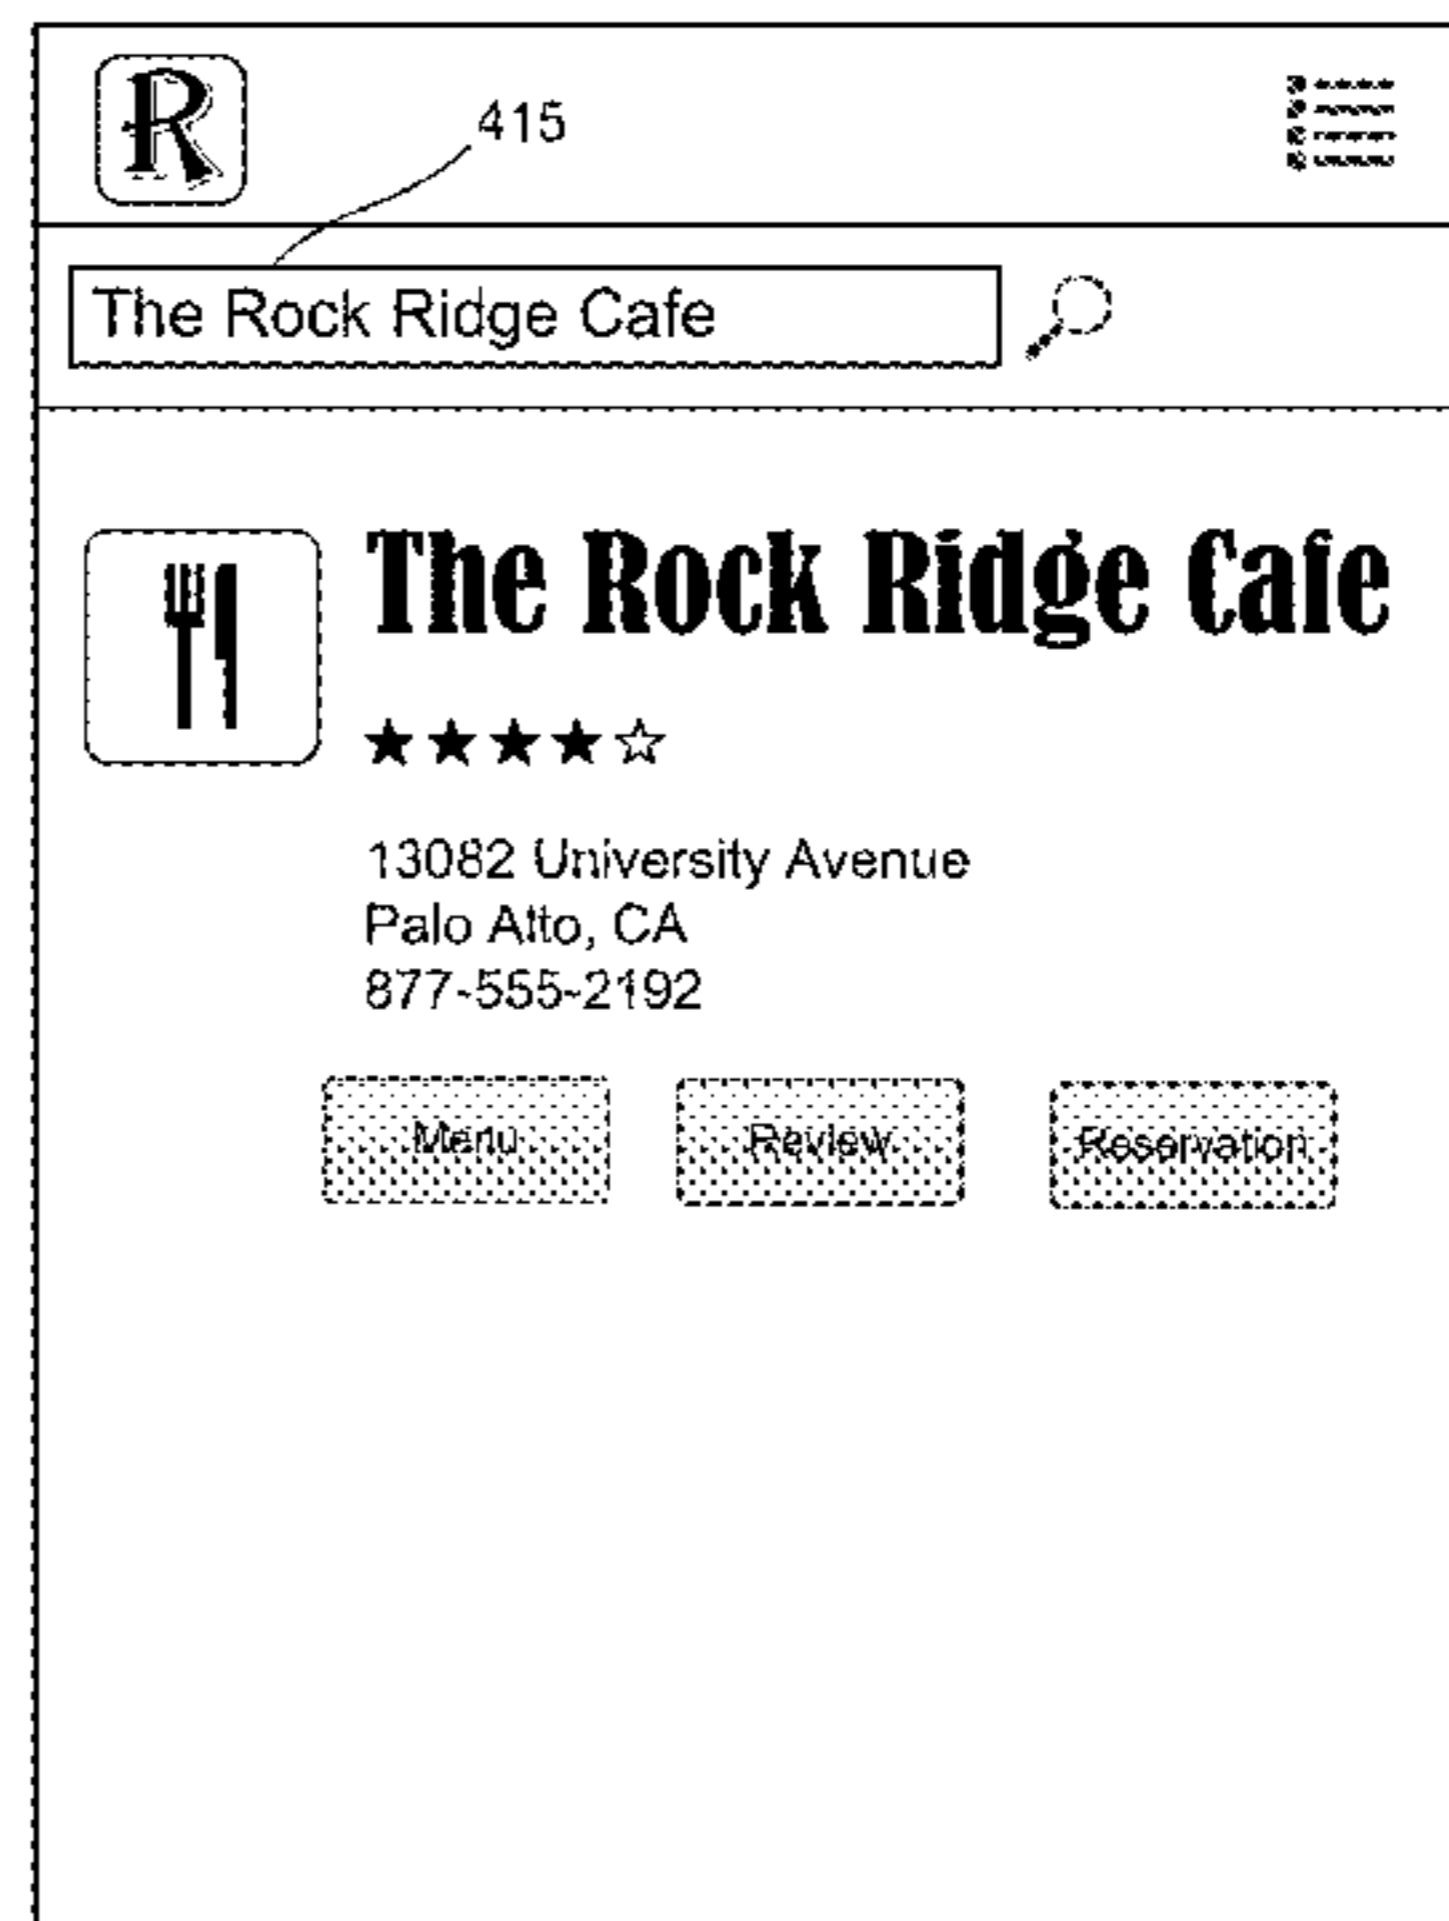 R
415
The Rock Ridge Cafe
The Rock Ridge Cafe
13082 University Avenue
Palo Alto, CA
877-555-2192
Menu Review Reservation